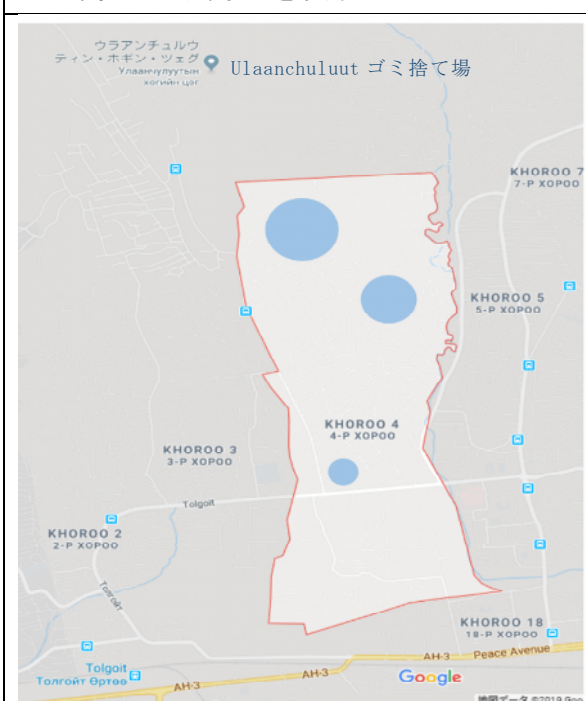 ウラアンチュルウ
ティン・ホギン・ツェグ
Улаанчулуутын
хогийн цэг
Ulaanchuluut ゴミ捨て場
KHOROO 7
7-Р ХОРОО
KHOROO 5
5-Р ХОРОО
KHOROO 4
4-Р ХОРОО
KHOROO 3
3-Р ХОРОО
Tolgoit
KHOROO 2
2-Р ХОРОО
Толгойт
KHOROO 18
18-Р ХОРОО
AH-3
Peace Avenue
Tolgoit
Толгойт Өртөө
AH-3
AH-3
Google
地図データ ©2019 Goo